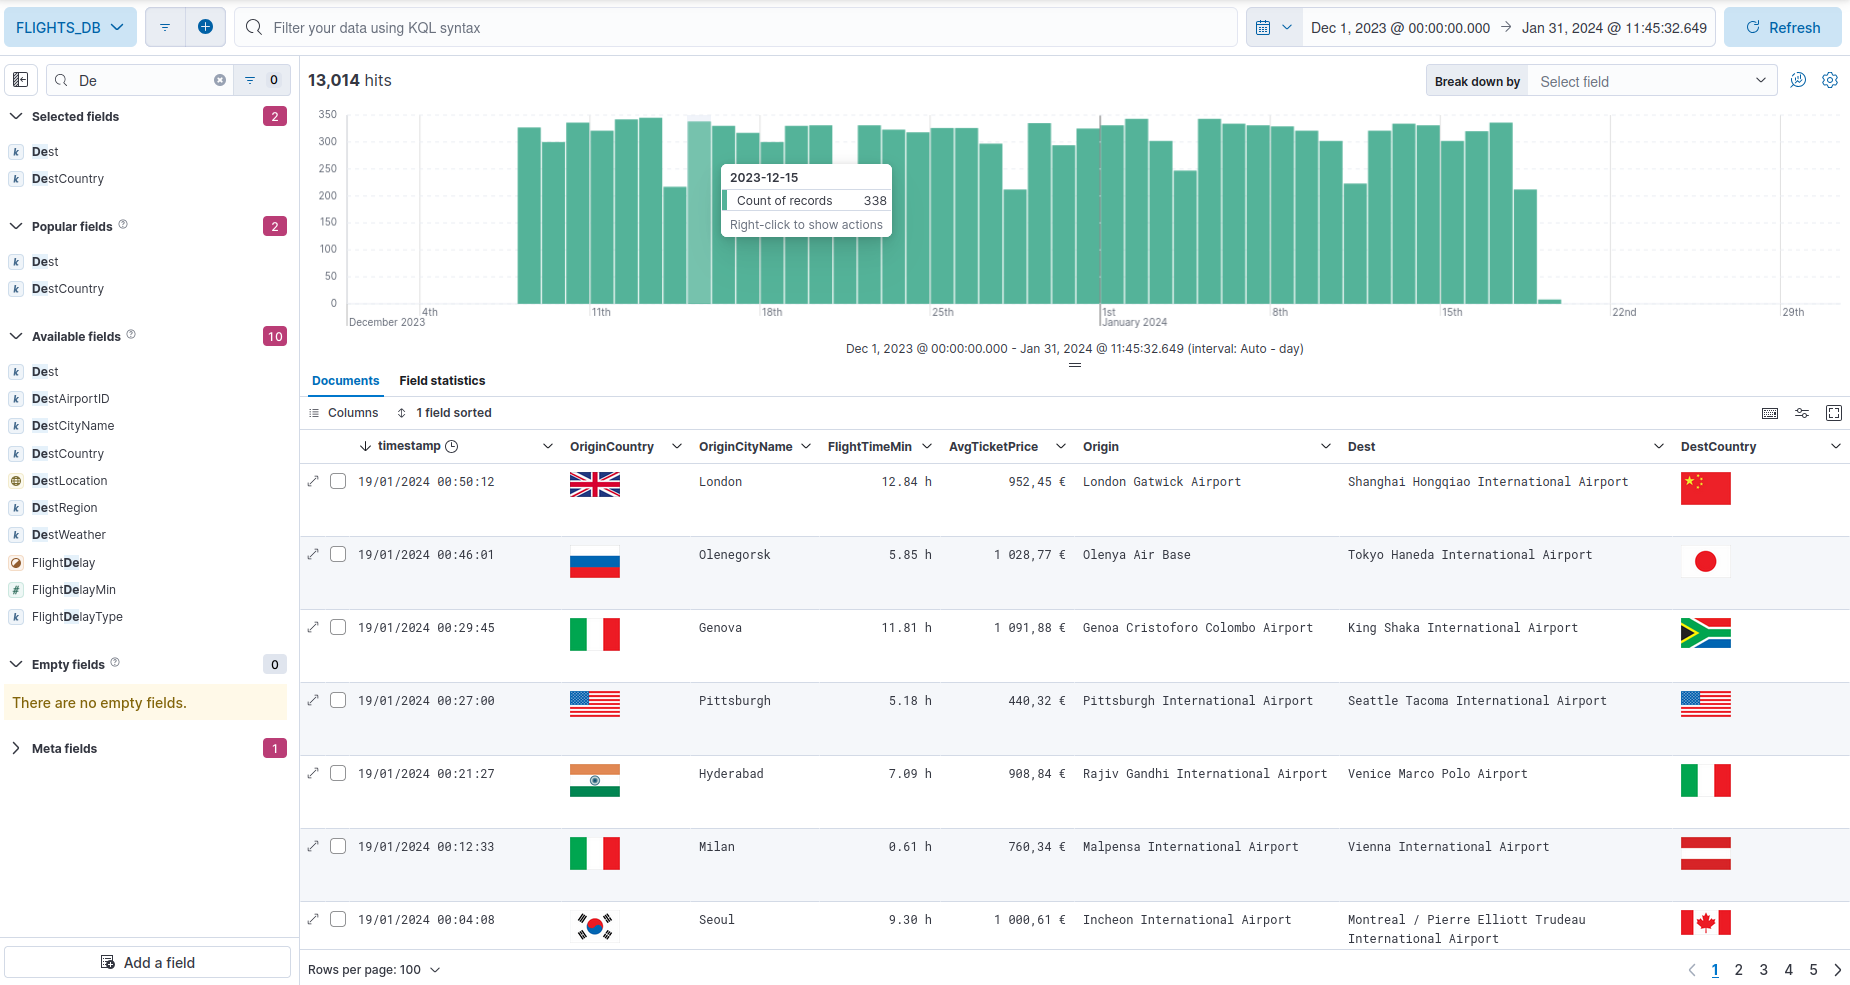 FLIGHTS_DB
Filter your data using KQL syntax
Dec 1, 2023 @ 00:00:00.000 → Jan 31, 2024 @ 11:45:32.649
Refresh
De
0
Selected fields
2
k Dest
k DestCountry
Popular fields
2
k Dest
k DestCountry
Available fields
10
k Dest
k DestAirportID
k DestCityName
k DestCountry
DestLocation
k DestRegion
k DestWeather
FlightDelay
# FlightDelayMin
k FlightDelayType
Empty fields
0
There are no empty fields.
Meta fields
1
Add a field
13,014 hits
Break down by
Select field
350
300
250
200
150
100
50
0
2023-12-15
Count of records 338
Right-click to show actions
4th 11th 18th 25th 1st 8th 15th 22nd 29th
December 2023 January 2024
Dec 1, 2023 @ 00:00:00.000 - Jan 31, 2024 @ 11:45:32.649 (interval: Auto - day)
Documents Field statistics
Columns 1 field sorted
timestamp OriginCountry OriginCityName FlightTimeMin AvgTicketPrice Origin Dest DestCountry
19/01/2024 00:50:12 London 12.84 h 952,45 € London Gatwick Airport Shanghai Hongqiao International Airport
19/01/2024 00:46:01 Olenegorsk 5.85 h 1 028,77 € Olenya Air Base Tokyo Haneda International Airport
19/01/2024 00:29:45 Genova 11.81 h 1 091,88 € Genoa Cristoforo Colombo Airport King Shaka International Airport
19/01/2024 00:27:00 Pittsburgh 5.18 h 440,32 € Pittsburgh International Airport Seattle Tacoma International Airport
19/01/2024 00:21:27 Hyderabad 7.09 h 908,84 € Rajiv Gandhi International Airport Venice Marco Polo Airport
19/01/2024 00:12:33 Milan 0.61 h 760,34 € Malpensa International Airport Vienna International Airport
19/01/2024 00:04:08 Seoul 9.30 h 1 000,61 € Incheon International Airport Montreal / Pierre Elliott Trudeau
International Airport
Rows per page: 100
1 2 3 4 5